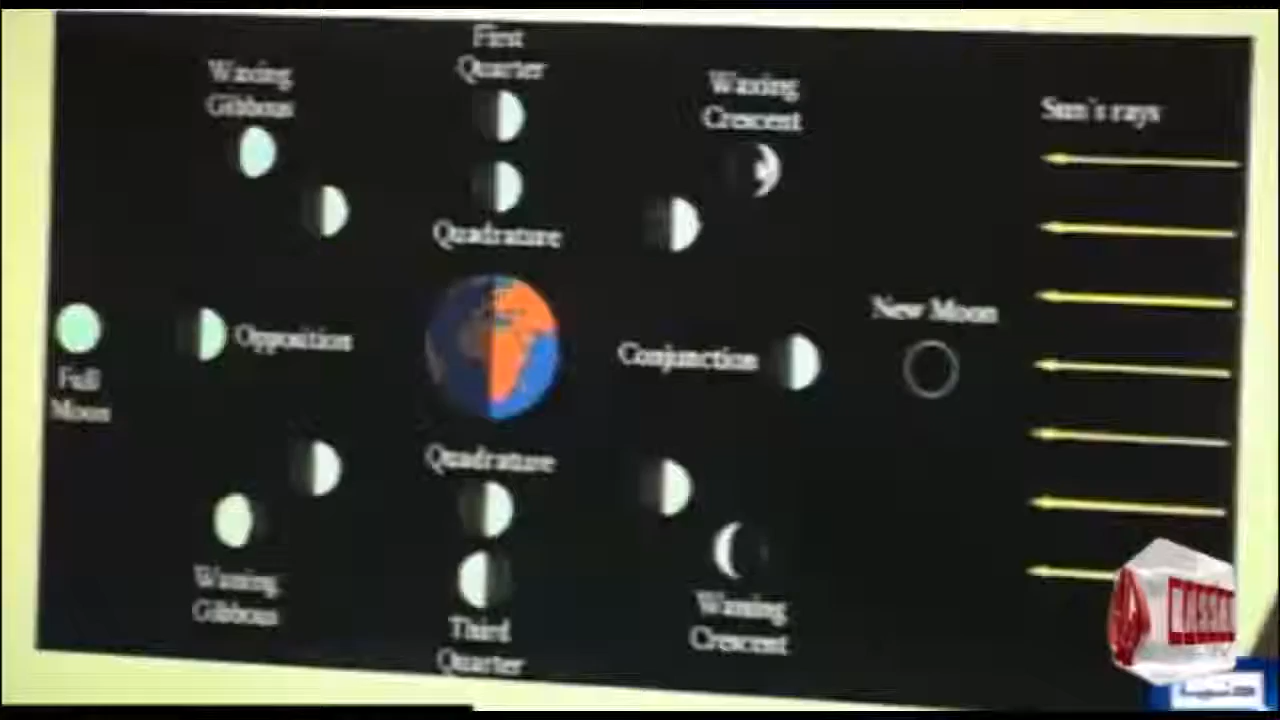 First
Quarter
Waxing
Gibbous
Waxing
Crescent
Sun's rays
Quadrature
New Moon
Opposition
Conjunction
Full
Moon
Quadrature
Waning
Gibbous
Third
Quarter
Waning
Crescent
دنيا